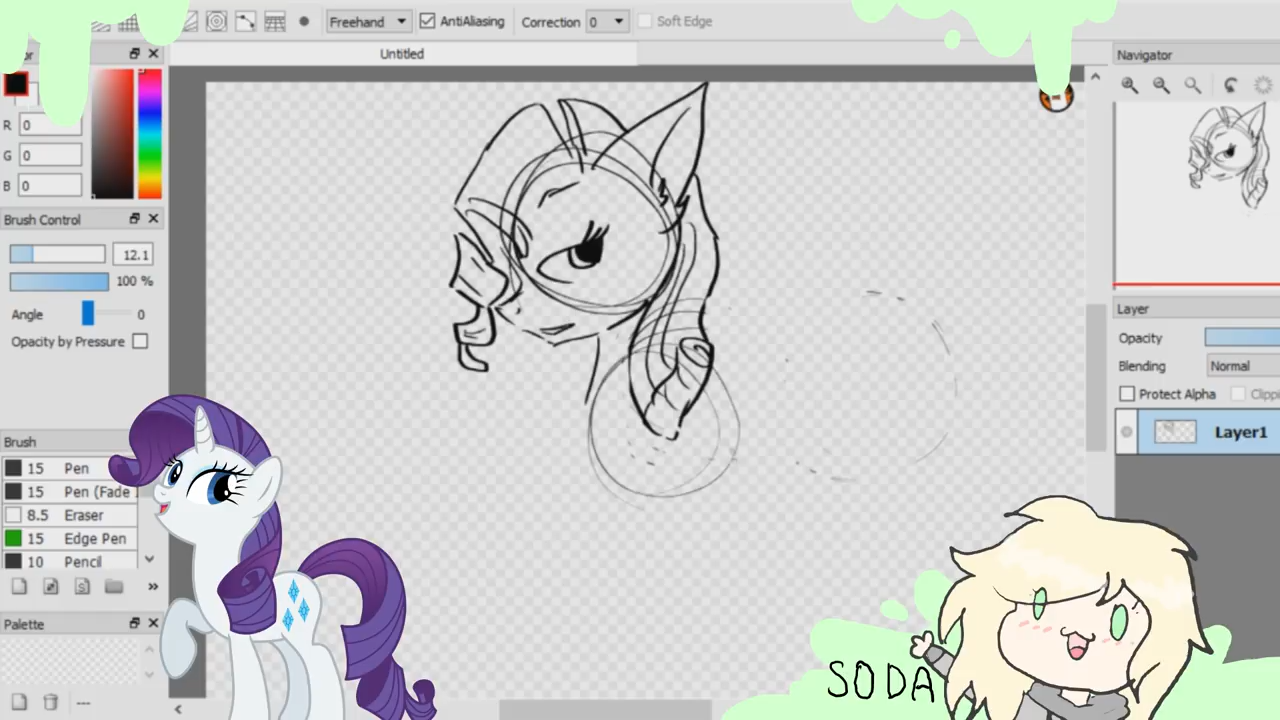 Freehand
AntiAliasing
Correction
0
Soft Edge
Untitled
Navigator
R
0
G
0
B
0
Brush Control
12.1
100 %
Angle
0
Opacity by Pressure
Layer
Opacity
Blending
Normal
Protect Alpha
Layer1
Brush
15 Pen
15 Pen (Fade
8.5 Eraser
15 Edge Pen
10 Pencil
Palette
SODA